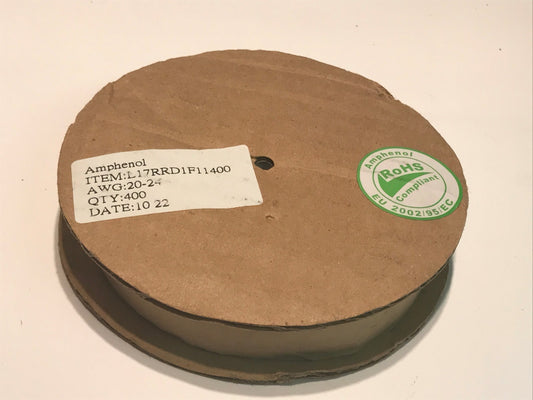 Amphenol
ITEM:L17RRD1F11400
AWG:20-24
QTY:400
DATE:10 22
Amphenol
RoHS
Compliant
EU 2002/95/EC